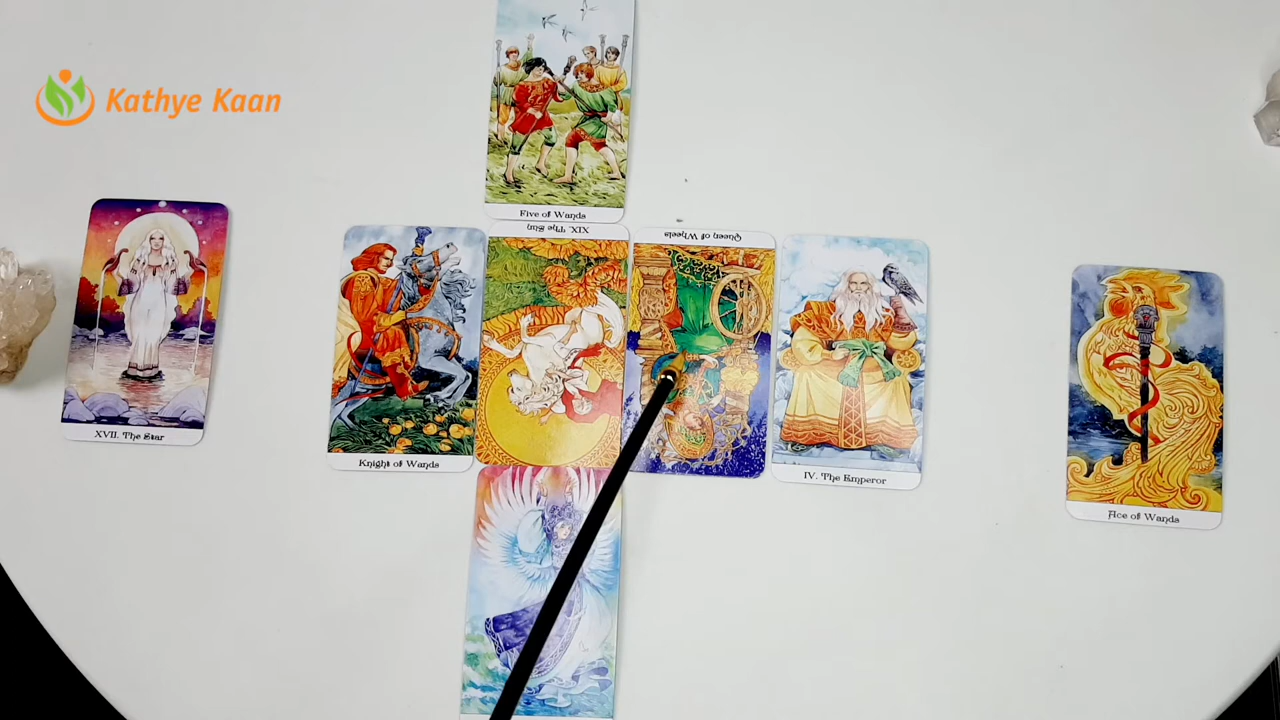 Kathye Kaan
Five of Wands
XIX. The Sun
Queen of Wheels
XVII. The Star
Knight of Wands
IV. The Emperor
Ace of Wands